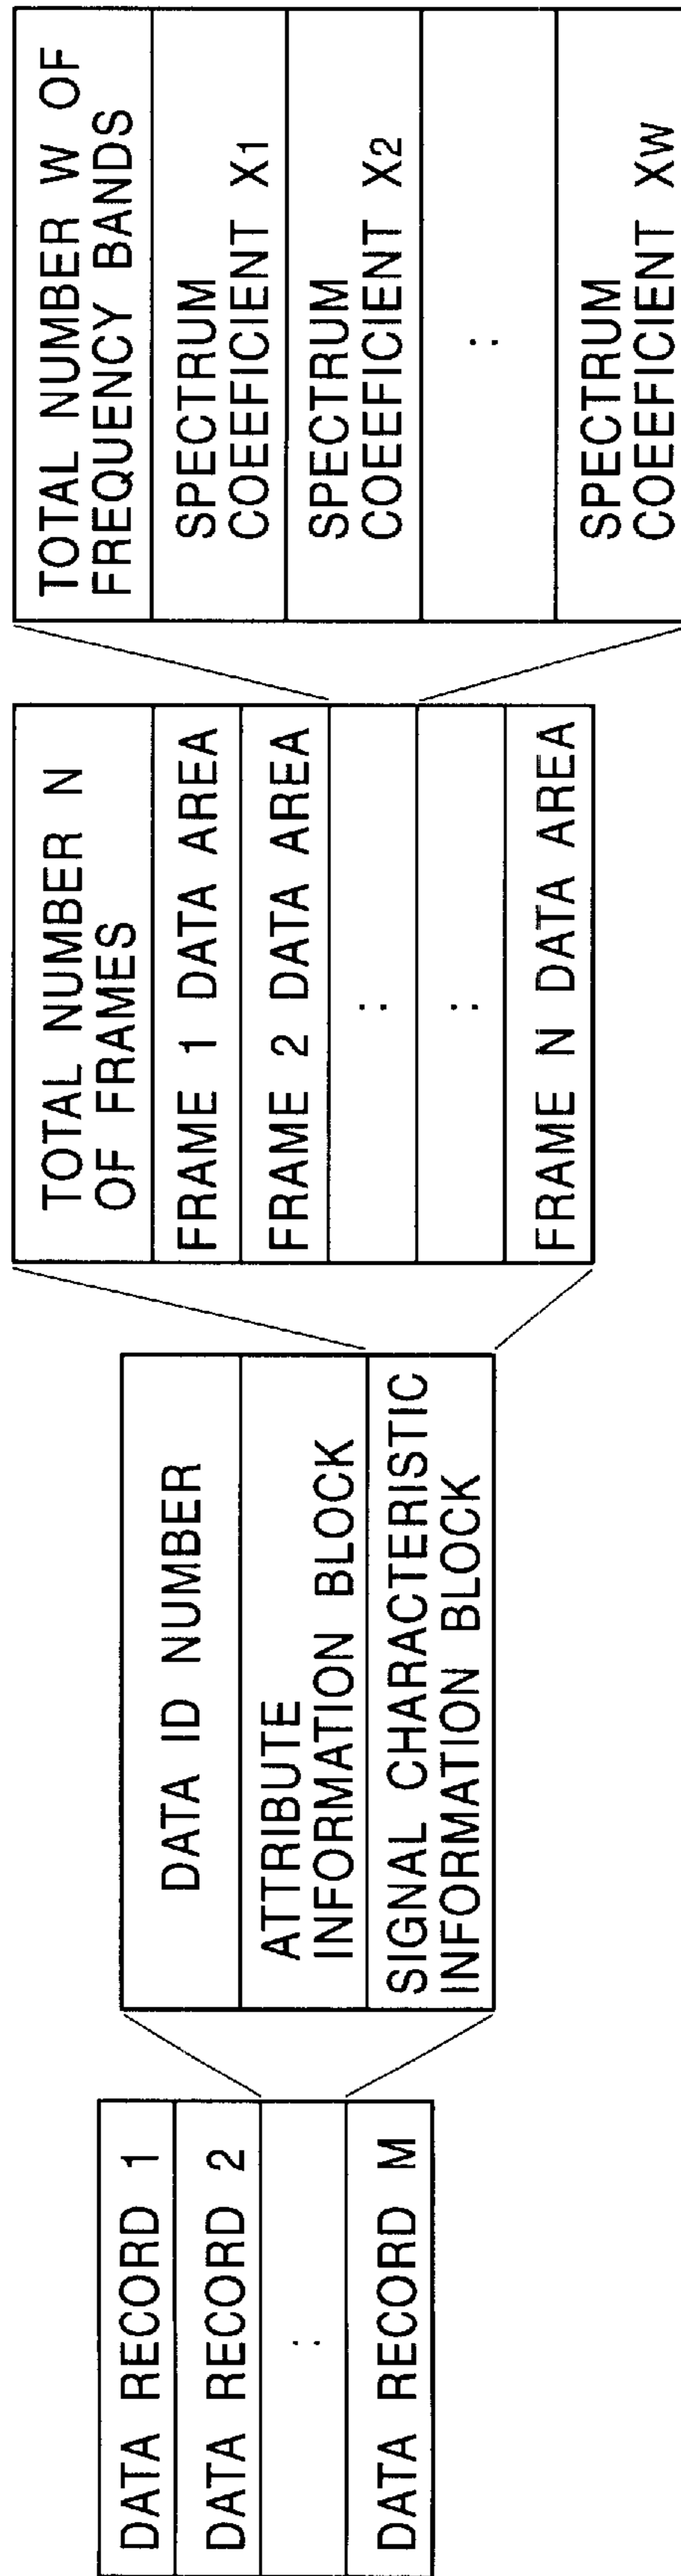 DATA RECORD 1
DATA RECORD 2
:
DATA RECORD M
DATA ID NUMBER
ATTRIBUTE
INFORMATION BLOCK
SIGNAL CHARACTERISTIC
INFORMATION BLOCK
TOTAL NUMBER N
OF FRAMES
FRAME 1 DATA AREA
FRAME 2 DATA AREA
:
:
FRAME N DATA AREA
TOTAL NUMBER W OF
FREQUENCY BANDS
SPECTRUM
COEEFICIENT X1
SPECTRUM
COEEFICIENT X2
:
SPECTRUM
COEEFICIENT XW